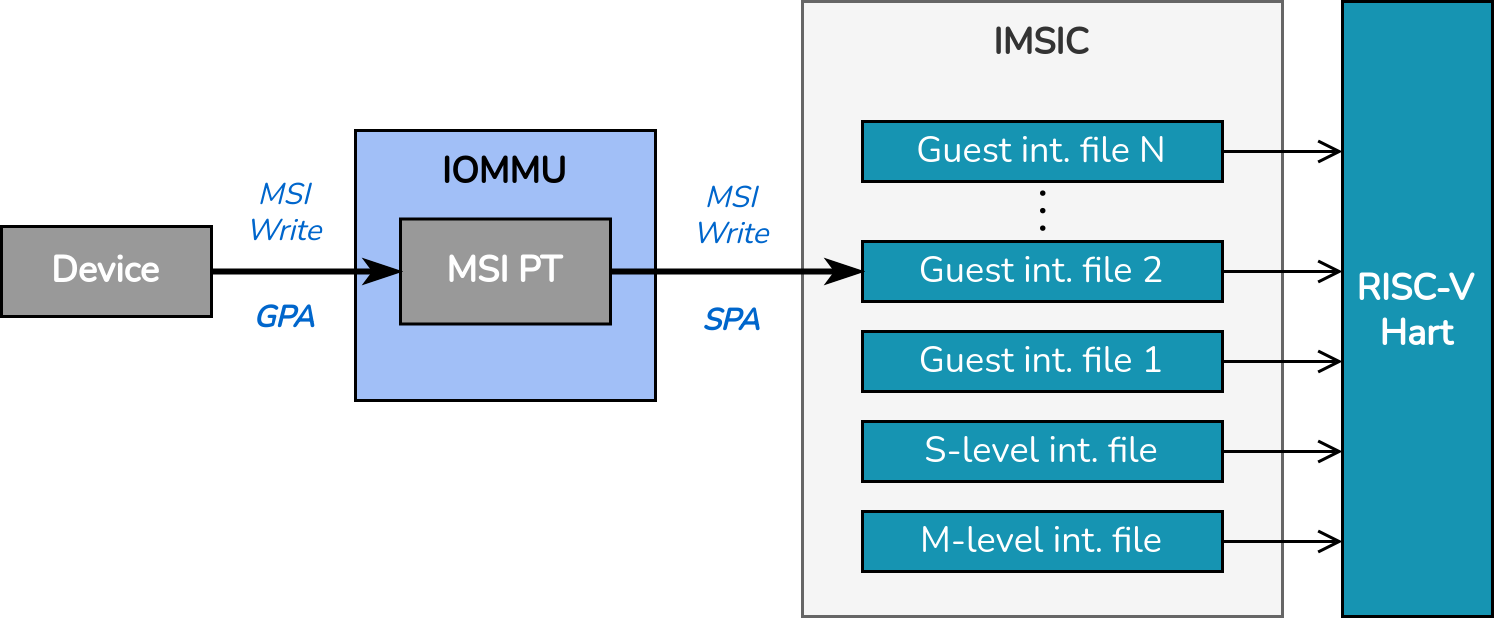 IMSIC
Guest int. file N
IOMMU
MSI
Write
MSI
Write
Device
MSI PT
Guest int. file 2
GPA
SPA
RISC-V
Hart
Guest int. file 1
S-level int. file
M-level int. file